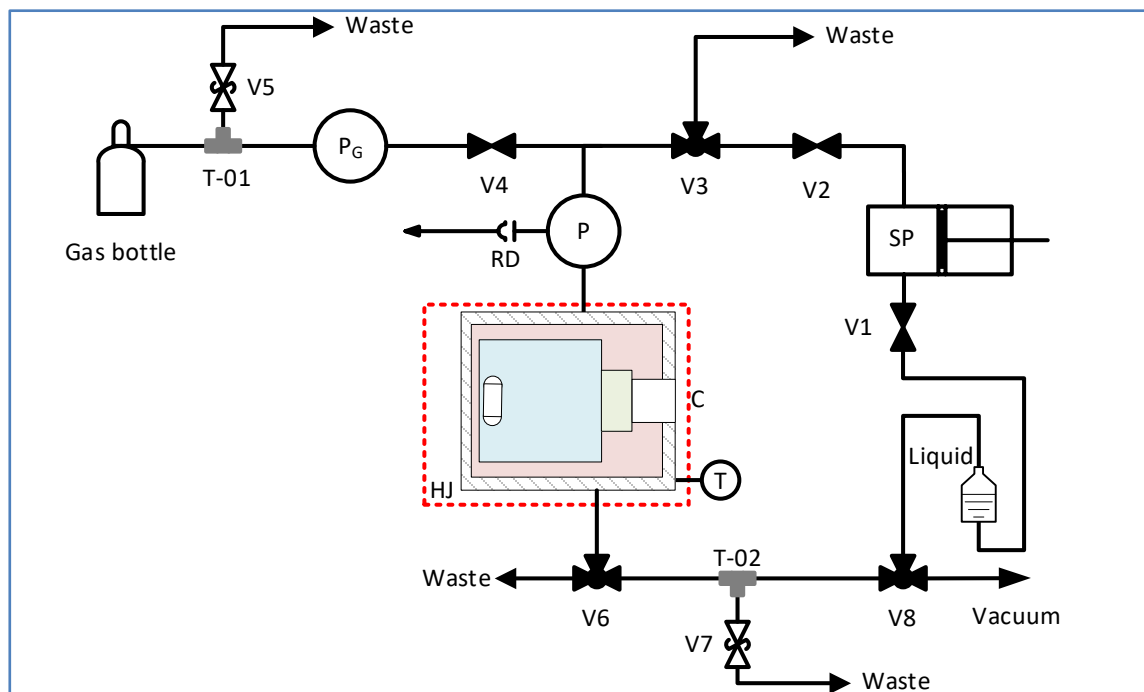 Waste
Waste
V5
P_G
T-01
V4
V3
V2
Gas bottle
P
RD
SP
V1
C
Liquid
HJ
T
T-02
Waste
V6
V8
Vacuum
V7
Waste